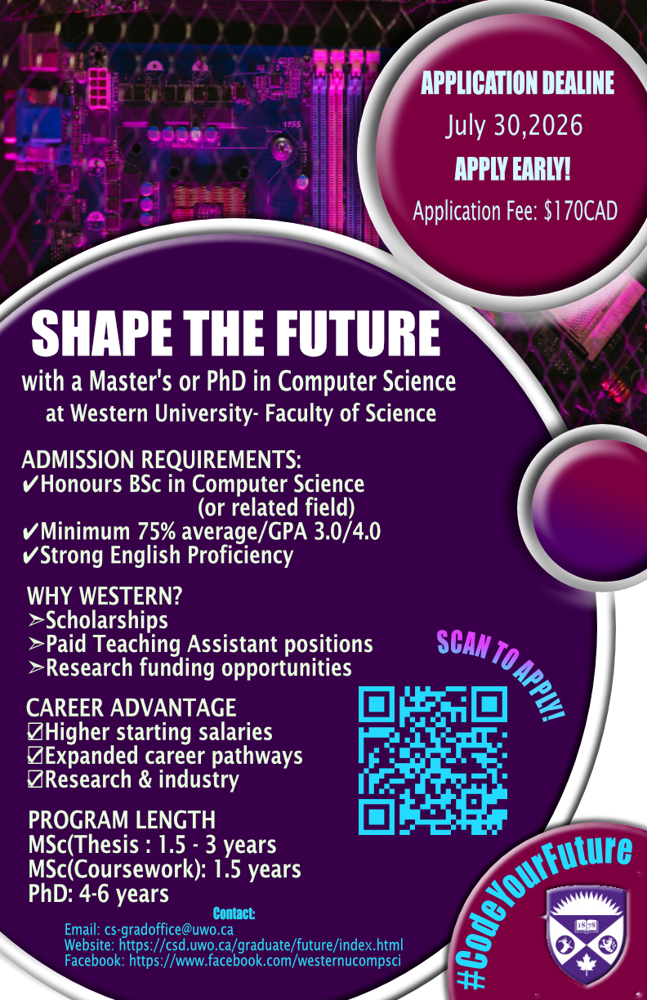 APPLICATION DEALINE
July 30,2026
APPLY EARLY!
Application Fee: $170CAD
1155
SHAPE THE FUTURE
with a Master's or PhD in Computer Science
at Western University- Faculty of Science
ADMISSION REQUIREMENTS:
✔Honours BSc in Computer Science
(or related field)
✔Minimum 75% average/GPA 3.0/4.0
✔Strong English Proficiency
WHY WESTERN?
➣Scholarships
➣Paid Teaching Assistant positions
➣Research funding opportunities
SCAN TO APPLY!
CAREER ADVANTAGE
☑Higher starting salaries
☑Expanded career pathways
☑Research & industry
PROGRAM LENGTH
MSc(Thesis : 1.5 - 3 years
MSc(Coursework): 1.5 years
PhD: 4-6 years
Contact:
Email: cs-gradoffice@uwo.ca
Website: https://csd.uwo.ca/graduate/future/index.html
Facebook: https://www.facebook.com/westernucompsci
#CodeYourFuture
1878